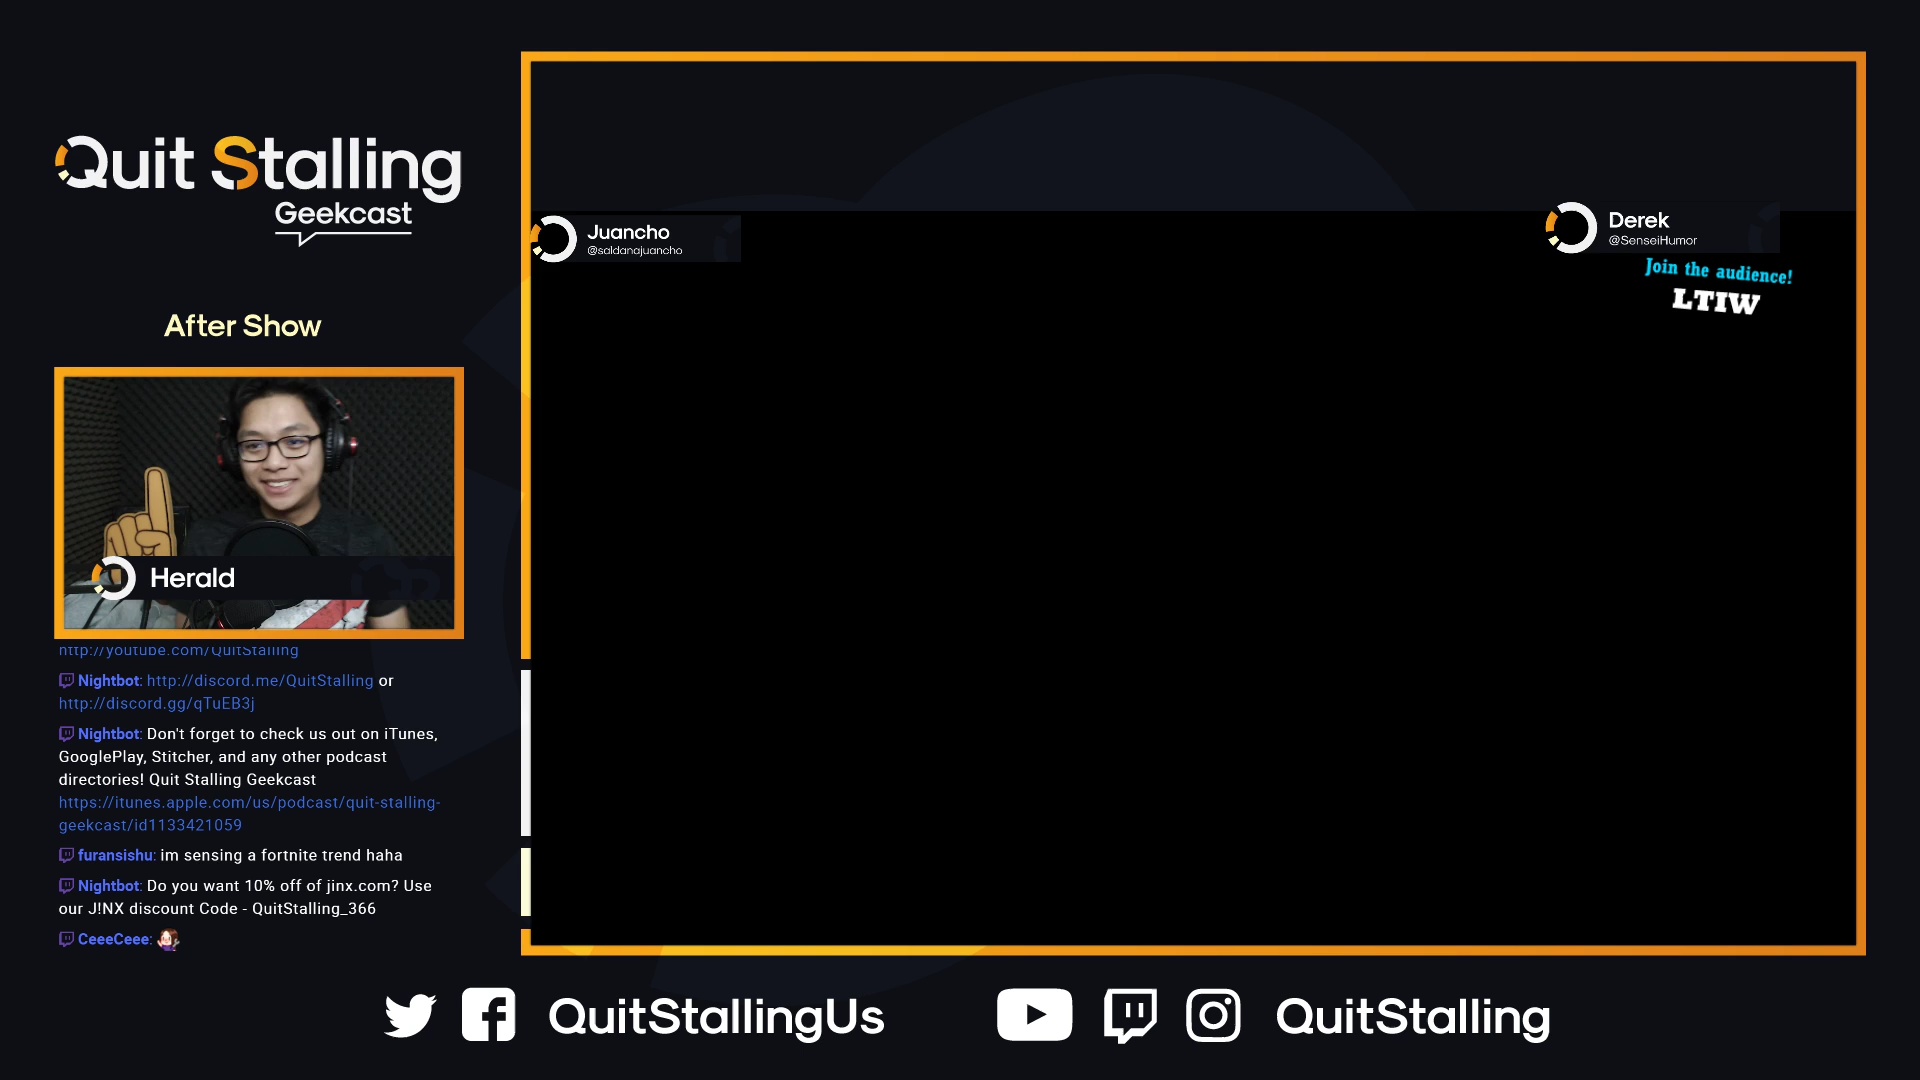 Quit Stalling
Geekcast
After Show
Herald
http://youtube.com/QuitStalling
Nightbot: http://discord.me/QuitStalling or
http://discord.gg/qTuEB3j
Nightbot: Don't forget to check us out on iTunes,
GooglePlay, Stitcher, and any other podcast
directories! Quit Stalling Geekcast
https://itunes.apple.com/us/podcast/quit-stalling-
geekcast/id1133421059
furansishu: im sensing a fortnite trend haha
Nightbot: Do you want 10% off of jinx.com? Use
our J!NX discount Code - QuitStalling_366
CeeeCeee:
Juancho
@saldanajuancho
Derek
@SenseiHumor
Join the audience!
LTIW
QuitStallingUs
QuitStalling